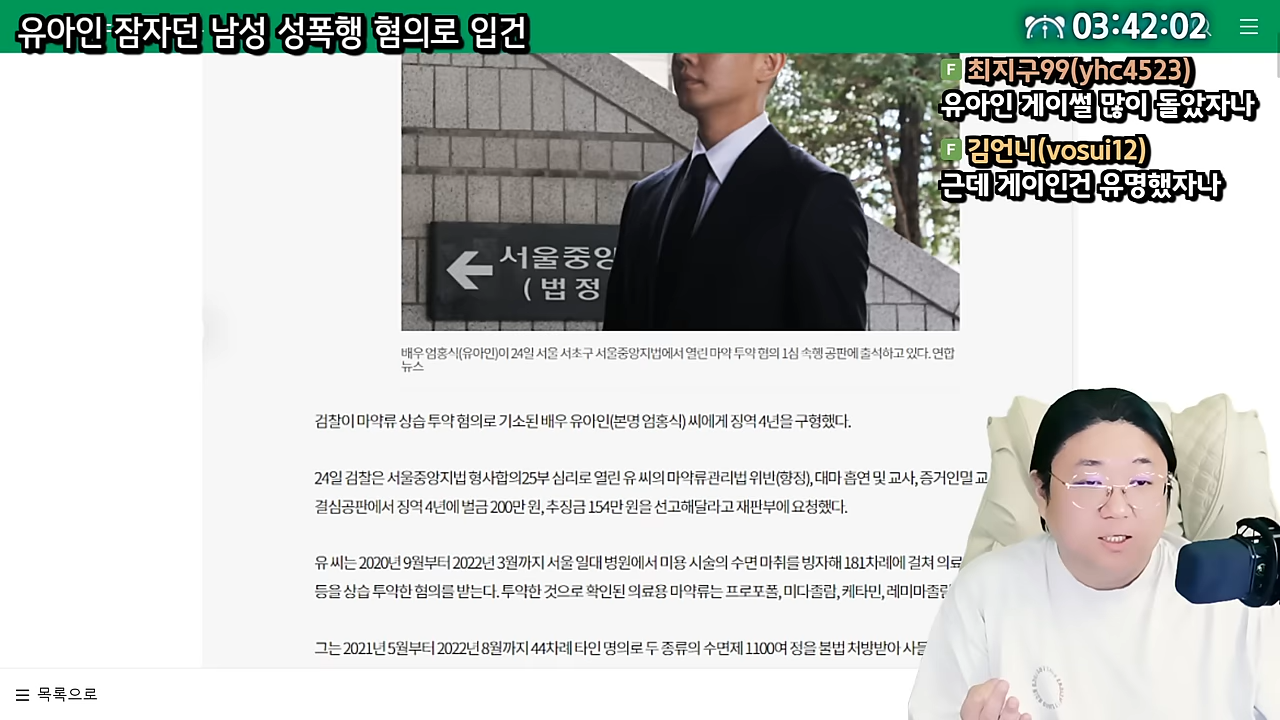 유아인 잠자던 남성 성폭행 혐의로 입건
03:42:02
F 최지구99(yhc4523)
유아인 게이썰 많이 돌았자나
F 김언니(vosui12)
근데 게이인건 유명했자나
서울중앙
(법정
배우 엄홍식(유아인)이 24일 서울 서초구 서울중앙지법에서 열린 마약 투약 혐의 1심 속행 공판에 출석하고 있다. 연합
뉴스
검찰이 마약류 상습 투약 혐의로 기소된 배우 유아인(본명 엄홍식) 씨에게 징역 4년을 구형했다.
24일 검찰은 서울중앙지법 형사합의25부 심리로 열린 유 씨의 마약류관리법 위반(향정), 대마 흡연 및 교사, 증거인멸 교
결심공판에서 징역 4년에 벌금 200만 원, 추징금 154만 원을 선고해달라고 재판부에 요청했다.
유 씨는 2020년 9월부터 2022년 3월까지 서울 일대 병원에서 미용 시술의 수면 마취를 빙자해 181차례에 걸쳐 의료
등을 상습 투약한 혐의를 받는다. 투약한 것으로 확인된 의료용 마약류는 프로포폴, 미다졸람, 케타민, 레미마졸람
그는 2021년 5월부터 2022년 8월까지 44차례 타인 명의로 두 종류의 수면제 1100여 정을 불법 처방받아 사들
목록으로